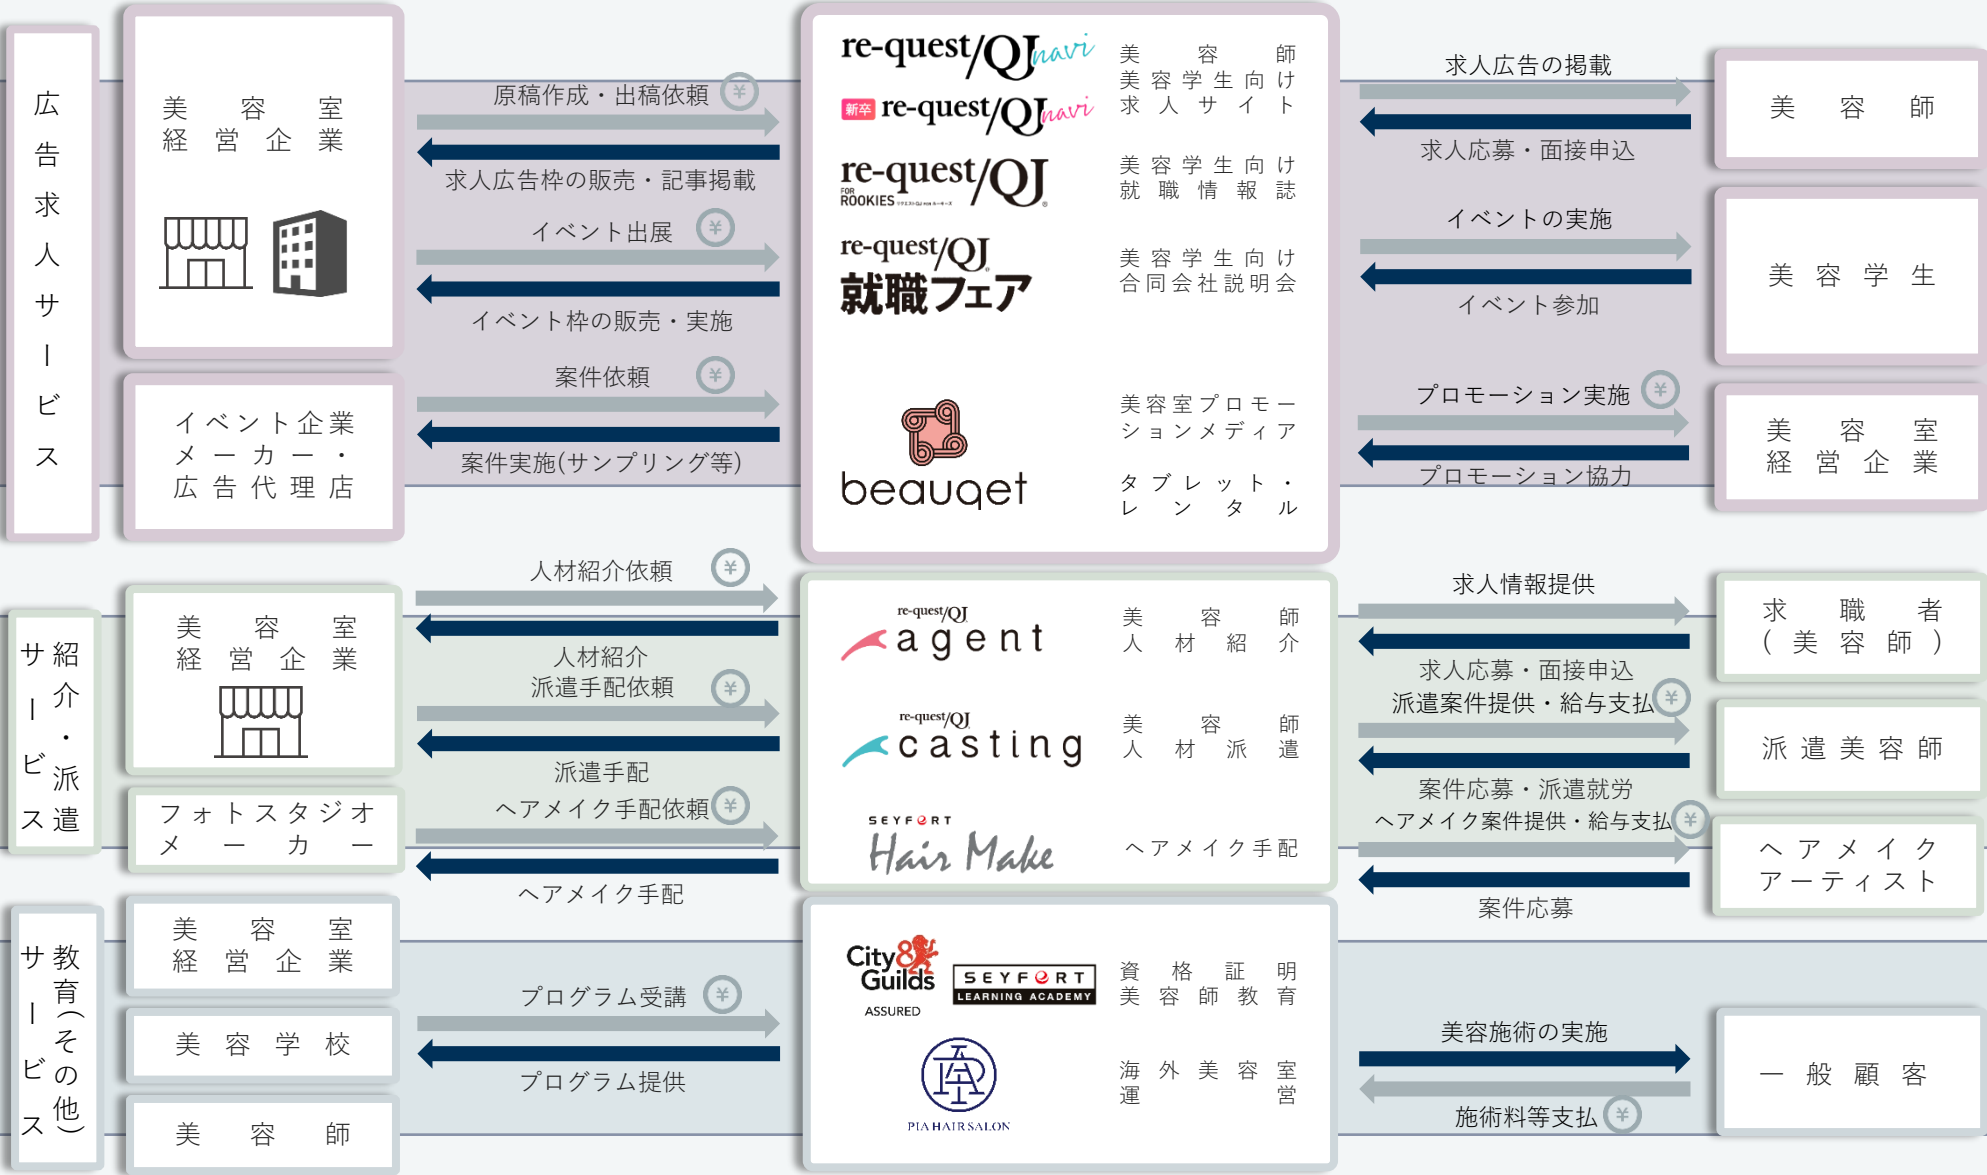 広告求人サービス
美容室
経営企業
イベント企業
メーカー・
広告代理店
原稿作成・出稿依頼 ¥
求人広告枠の販売・記事掲載
イベント出展 ¥
イベント枠の販売・実施
案件依頼 ¥
案件実施(サンプリング等)
re-quest/QJ navi
新卒 re-quest/QJ navi
美容師
美容学生向け
求人サイト
re-quest/QJ
FOR
ROOKIES
美容学生向け
就職情報誌
re-quest/QJ
就職フェア
美容学生向け
合同会社説明会
beauqet
美容室プロモー
ションメディア
タブレット・
レンタル
求人広告の掲載
求人応募・面接申込
イベントの実施
イベント参加
プロモーション実施 ¥
プロモーション協力
美容師
美容学生
美容室
経営企業
紹介・派遣
サービス
美容室
経営企業
フォトスタジオ
メーカー
人材紹介依頼 ¥
人材紹介
派遣手配依頼 ¥
派遣手配
ヘアメイク手配依頼 ¥
ヘアメイク手配
re-quest/QJ
agent
美容師
人材紹介
re-quest/QJ
casting
美容師
人材派遣
SEYFORT
Hair Make
ヘアメイク手配
求人情報提供
求人応募・面接申込
派遣案件提供・給与支払 ¥
案件応募・派遣就労
ヘアメイク案件提供・給与支払 ¥
案件応募
求職者
(美容師)
派遣美容師
ヘアメイク
アーティスト
教育(その他)
サービス
美容室
経営企業
美容学校
美容師
プログラム受講 ¥
プログラム提供
City&
Guilds
ASSURED
SEYFORT
LEARNING ACADEMY
資格証明
美容師教育
PIA HAIR SALON
海外美容室
運営
美容施術の実施
施術料等支払 ¥
一般顧客